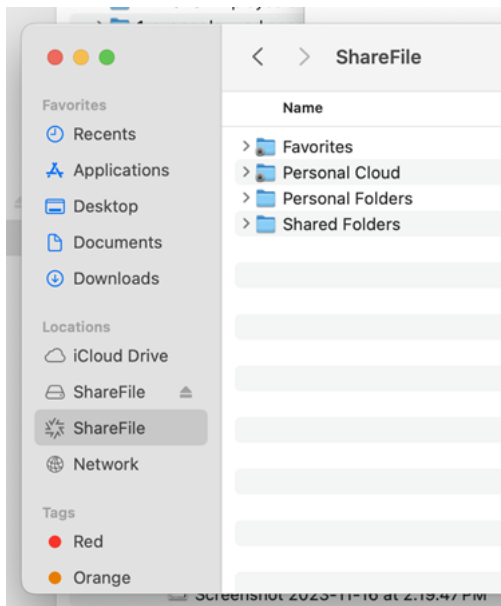 ShareFile
Favorites
Recents
Applications
Desktop
Documents
Downloads
Locations
iCloud Drive
ShareFile
ShareFile
Network
Tags
Red
Orange
Name
Favorites
Personal Cloud
Personal Folders
Shared Folders
Screenshot 2023-11-16 at 2.19.47 PM